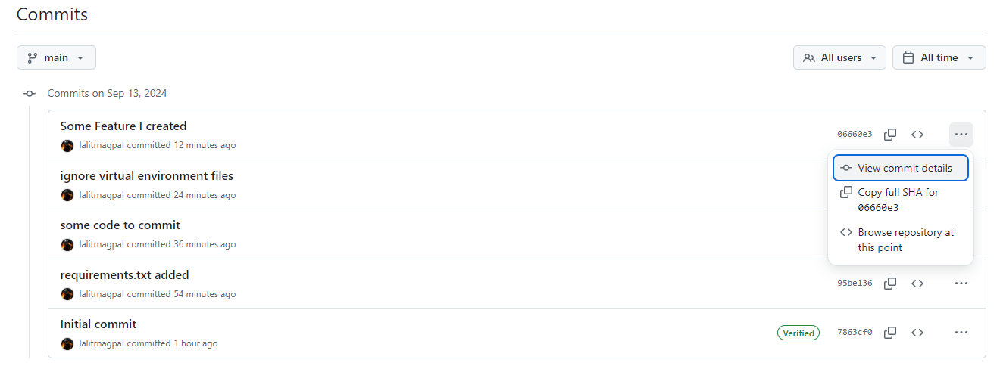 Commits
main
All users
All time
Commits on Sep 13, 2024
Some Feature I created
lalitrnagpal committed 12 minutes ago
06660e3
View commit details
Copy full SHA for
06660e3
Browse repository at
this point
ignore virtual environment files
lalitrnagpal committed 24 minutes ago
some code to commit
lalitrnagpal committed 36 minutes ago
requirements.txt added
lalitrnagpal committed 54 minutes ago
95be136
Initial commit
lalitrnagpal committed 1 hour ago
Verified
7863cf0